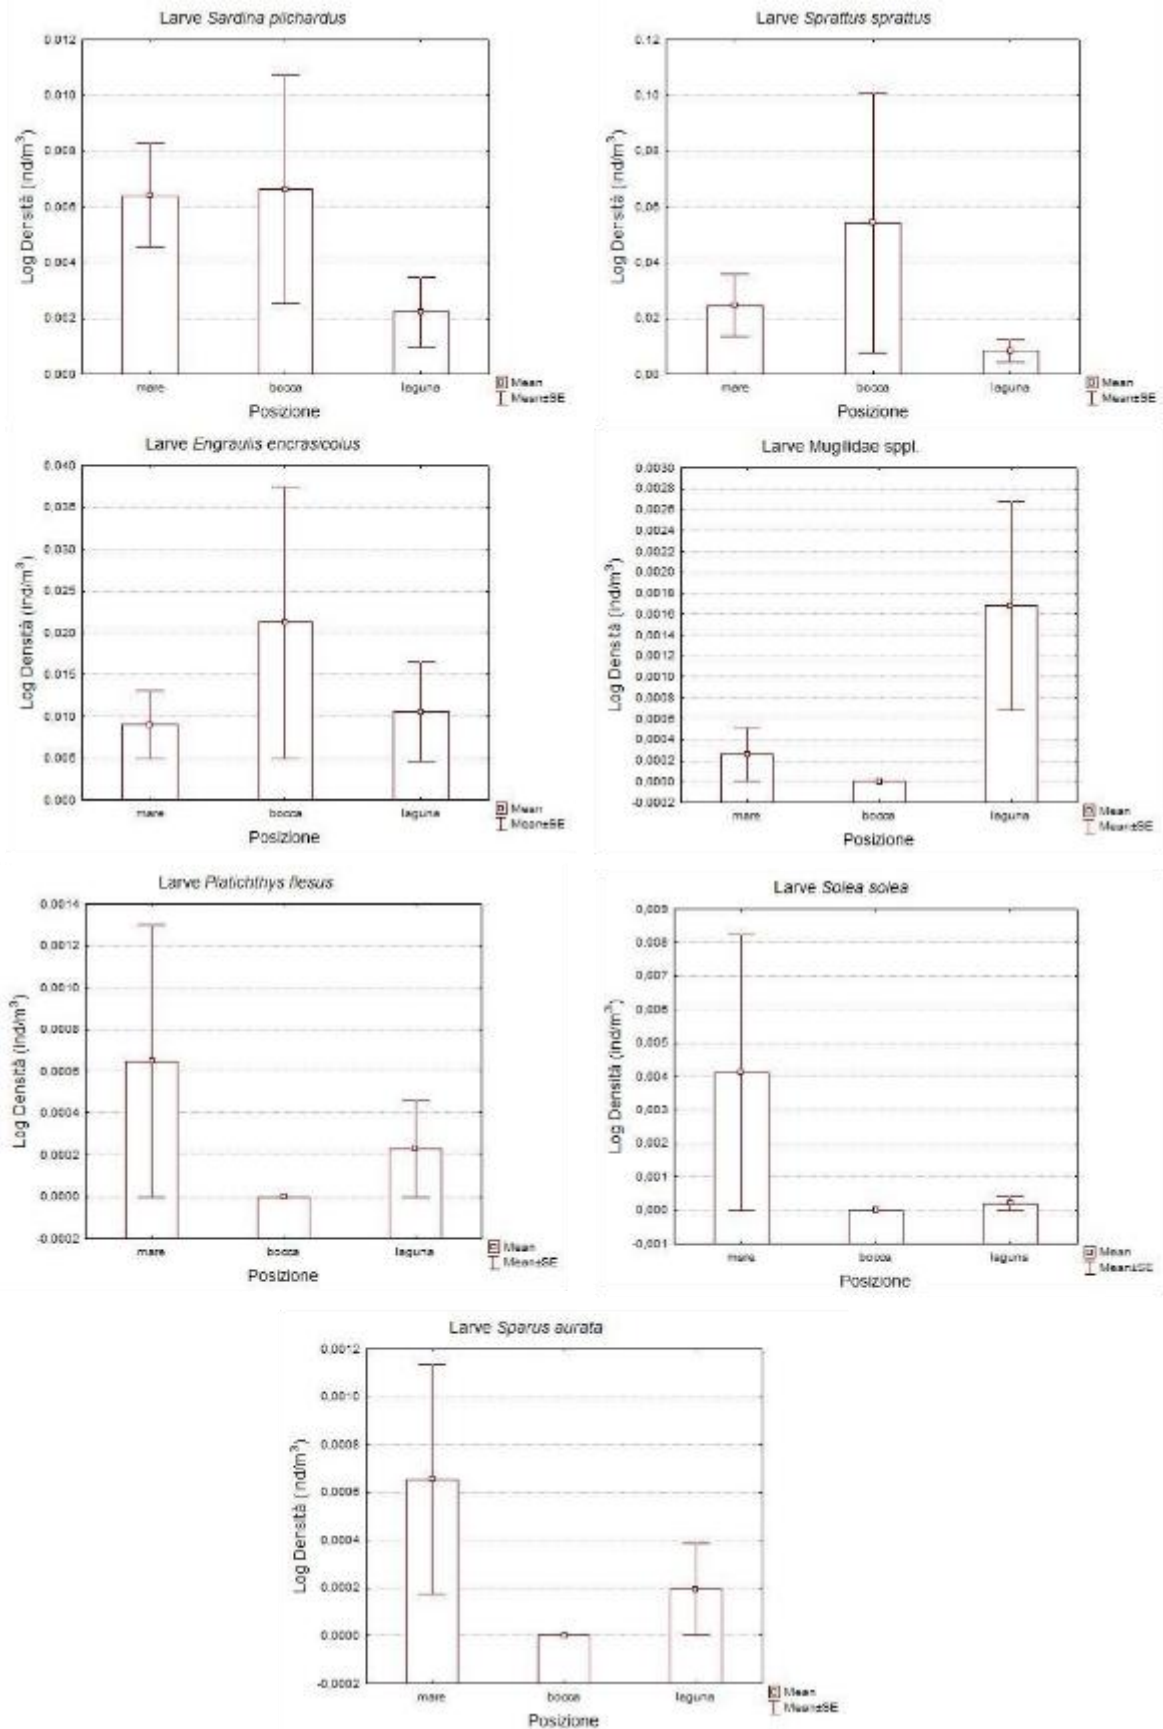 Larve Sardina pilchardus
Log Densità (ind/m³)
0.012
0.010
0.008
0.006
0.004
0.002
0.000
mare bocca laguna
Posizione
Mean
Mean±SE
Larve Sprattus sprattus
Log Densità (ind/m³)
0,12
0,10
0,08
0,06
0,04
0,02
0,00
mare bocca laguna
Posizione
Mean
Mean±SE
Larve Engraulis encrasicolus
Log Densità (ind/m³)
0.040
0.035
0.030
0.025
0.020
0.015
0.010
0.005
0.000
mare bocca laguna
Posizione
Mean
Mean±SE
Larve Mugilidae sppl.
Log Densità (ind/m³)
0,0030
0,0028
0,0026
0,0024
0,0022
0,0020
0,0018
0,0016
0,0014
0,0012
0,0010
0,0008
0,0006
0,0004
0,0002
0,0000
-0,0002
mare bocca laguna
Posizione
Mean
Mean±SE
Larve Platichthys flesus
Log Densità (ind/m³)
0.0014
0.0012
0.0010
0.0008
0.0006
0.0004
0.0002
0.0000
-0.0002
mare bocca laguna
Posizione
Mean
Mean±SE
Larve Solea solea
Log Densità (ind/m³)
0,009
0,008
0,007
0,006
0,005
0,004
0,003
0,002
0,001
0,000
-0,001
mare bocca laguna
Posizione
Mean
Mean±SE
Larve Sparus aurata
Log Densità (ind/m³)
0,0012
0,0010
0,0008
0,0006
0,0004
0,0002
0,0000
-0,0002
mare bocca laguna
Posizione
Mean
Mean±SE